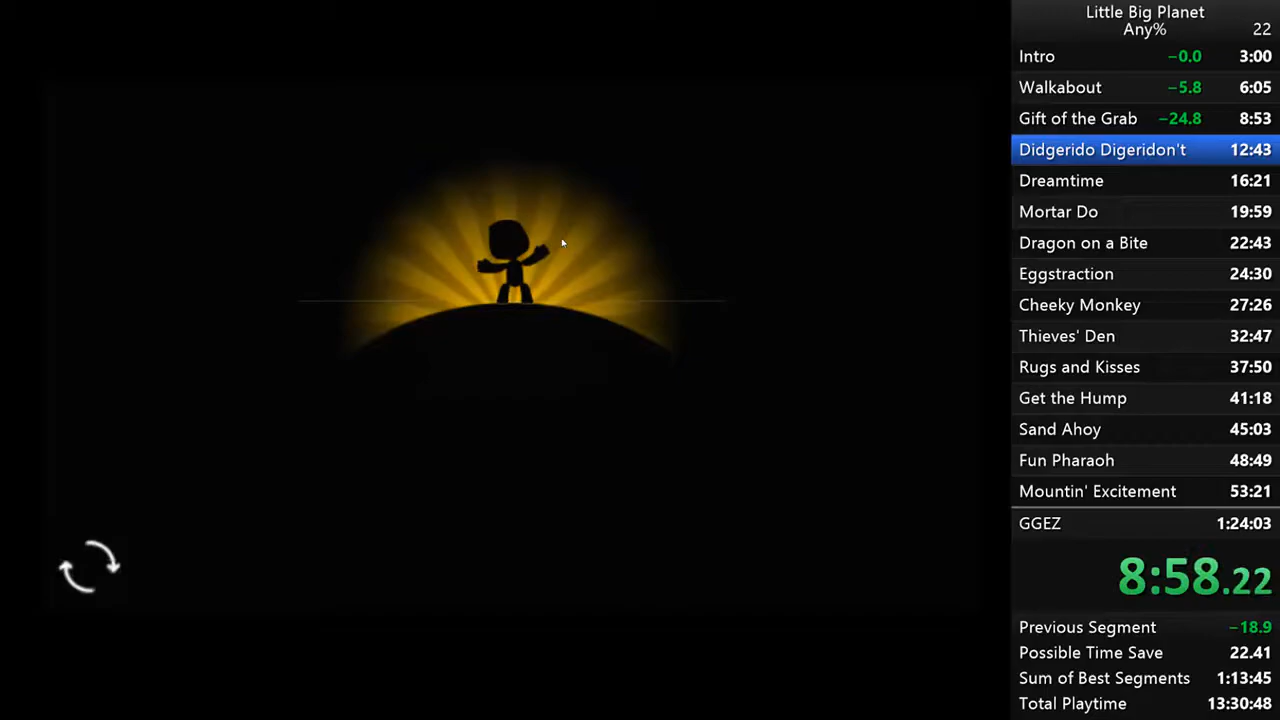 Little Big Planet
Any% 22
Intro −0.0 3:00
Walkabout −5.8 6:05
Gift of the Grab −24.8 8:53
Didgerido Digeridon't 12:43
Dreamtime 16:21
Mortar Do 19:59
Dragon on a Bite 22:43
Eggstraction 24:30
Cheeky Monkey 27:26
Thieves' Den 32:47
Rugs and Kisses 37:50
Get the Hump 41:18
Sand Ahoy 45:03
Fun Pharaoh 48:49
Mountin' Excitement 53:21
GGEZ 1:24:03
8:58.22
Previous Segment −18.9
Possible Time Save 22.41
Sum of Best Segments 1:13:45
Total Playtime 13:30:48